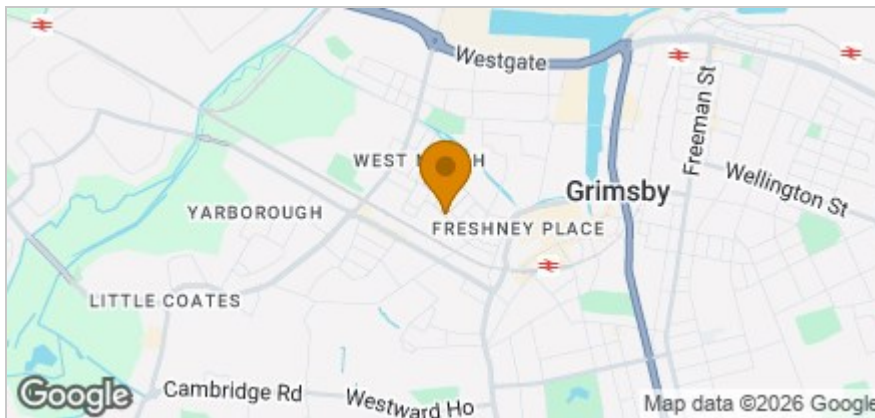 Westgate
Freeman St
WEST M
H
Wellington St
Grimsby
YARBOROUGH
FRESHNEY PLACE
LITTLE COATES
Cambridge Rd
Westward Ho
Google
Map data ©2026 Google